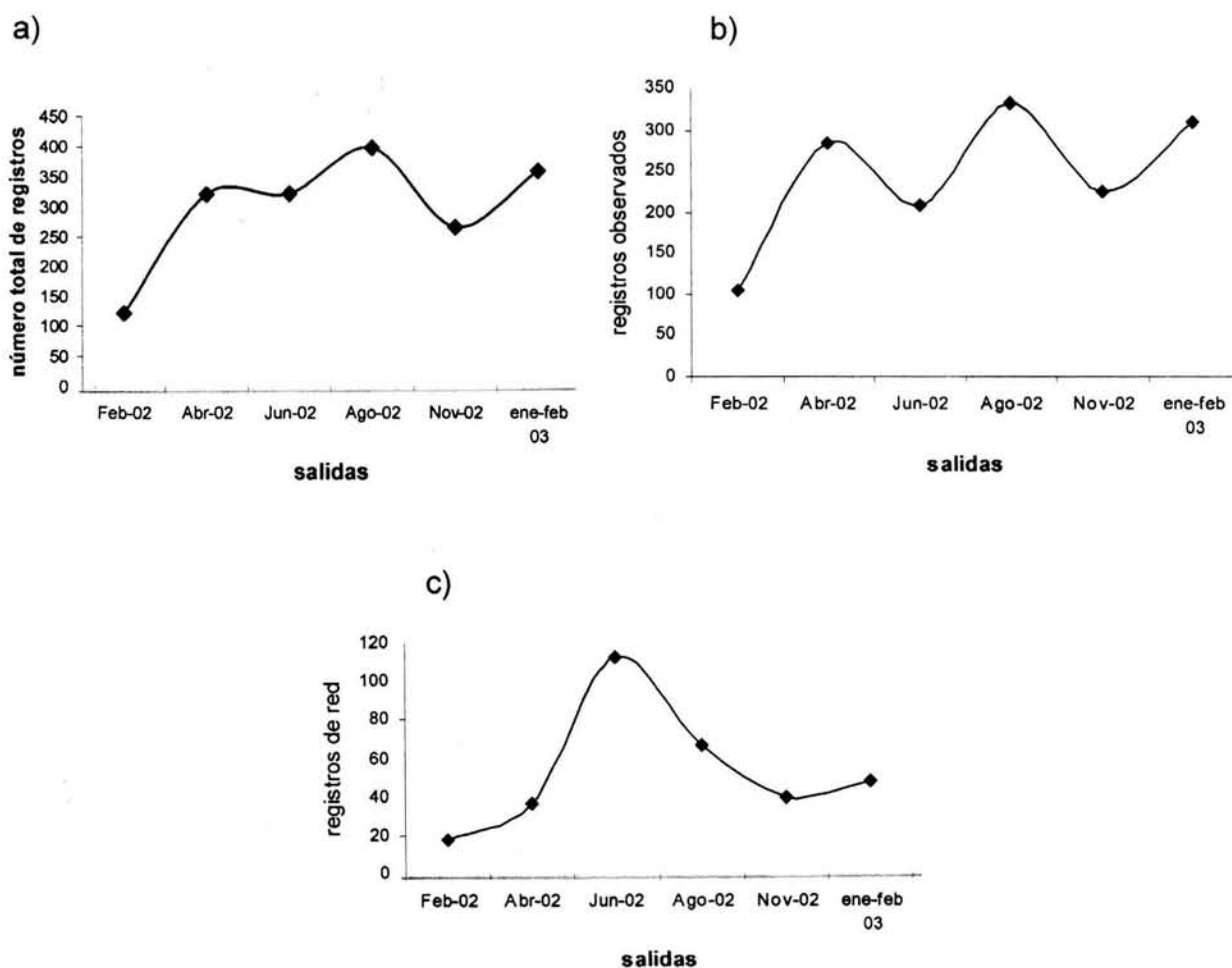 a)
número total de registros
450
400
350
300
250
200
150
100
50
0
Feb-02 Abr-02 Jun-02 Ago-02 Nov-02 ene-feb
03
salidas
b)
registros observados
350
300
250
200
150
100
50
0
Feb-02 Abr-02 Jun-02 Ago-02 Nov-02 ene-feb
03
salidas
c)
registros de red
120
100
80
60
40
20
0
Feb-02 Abr-02 Jun-02 Ago-02 Nov-02 ene-feb
03
salidas